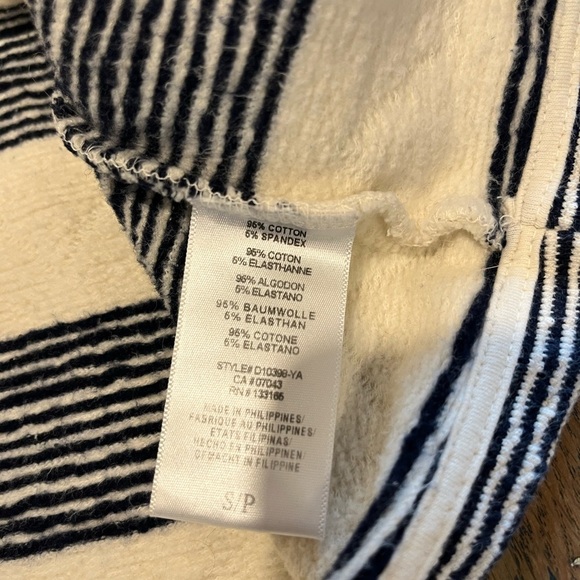 95% COTTON
5% SPANDEX
95% COTON
5% ELASTHANNE
95% ALGODON
5% ELASTANO
95% BAUMWOLLE
5% ELASTHAN
95% COTONE
5% ELASTANO
STYLE# D10398-YA
CA # 07043
RN # 133165
MADE IN PHILIPPINES/
FABRIQUE AU PHILIPPINES/
ETATS FILIPINAS/
HECHO EN PHILIPPINES/
GEMACHT IN FILIPPINE
S/P